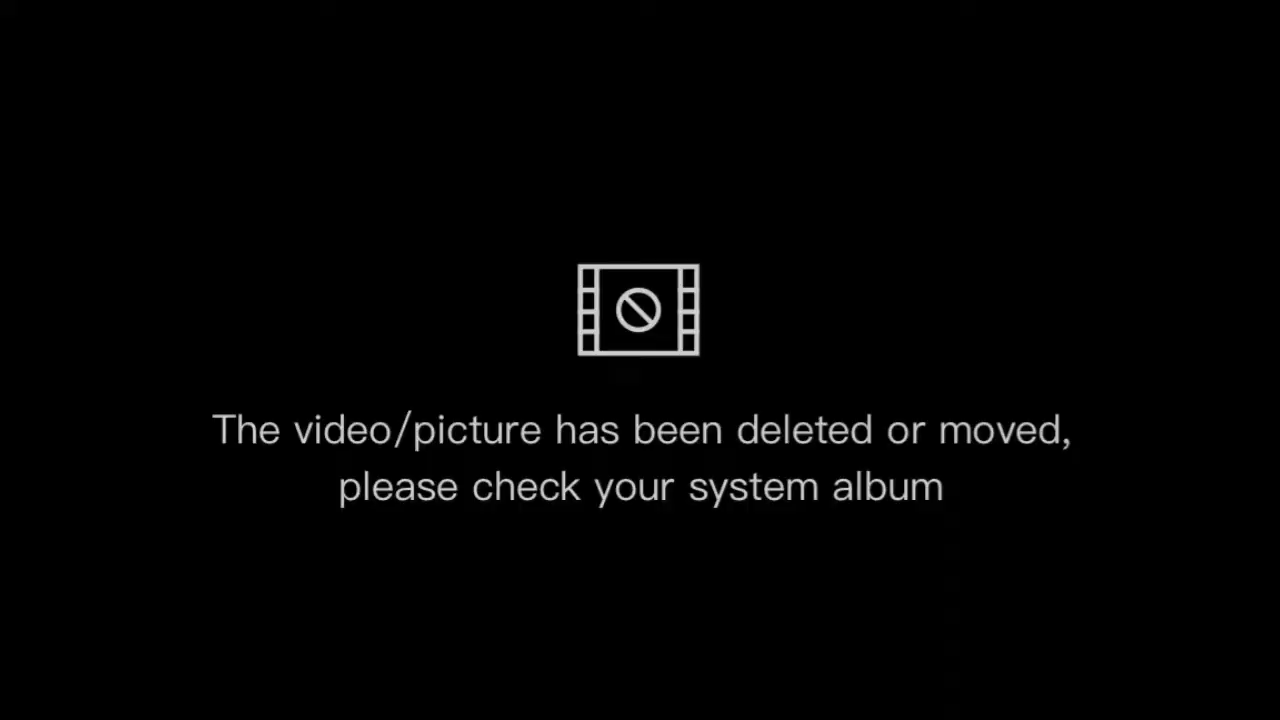 The video/picture has been deleted or moved,
please check your system album